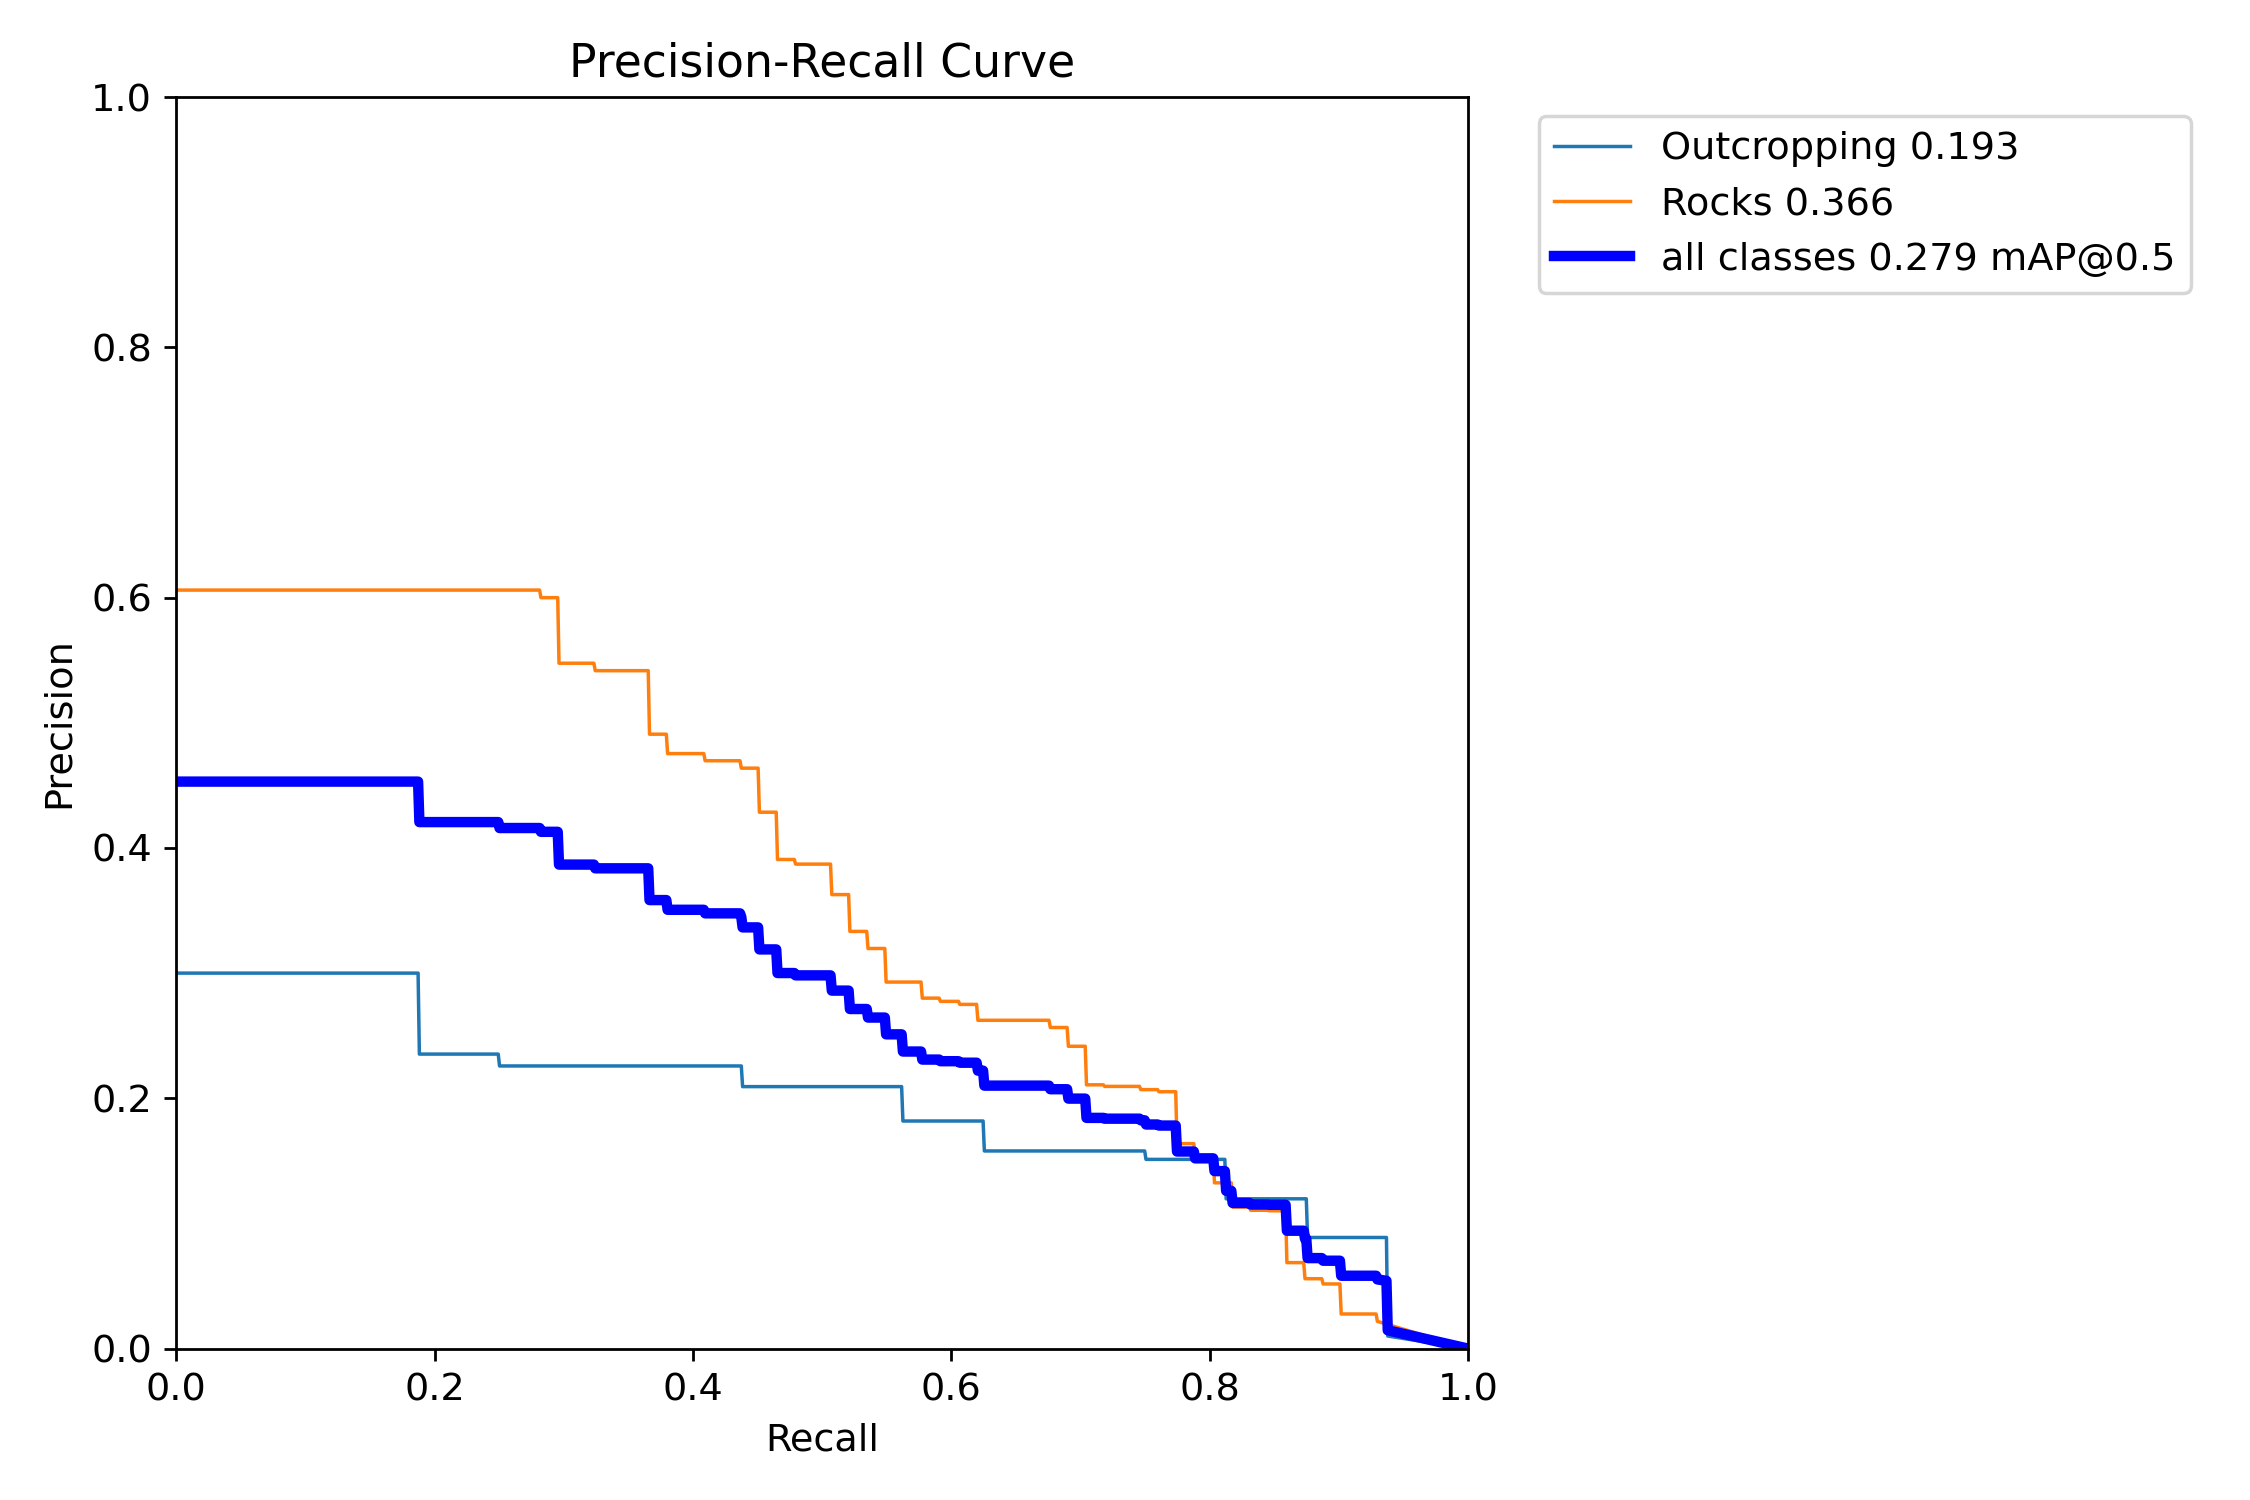 Precision-Recall Curve
1.0
0.8
0.6
0.4
0.2
0.0
Precision
0.0 0.2 0.4 0.6 0.8 1.0
Recall
Outcropping 0.193
Rocks 0.366
all classes 0.279 mAP@0.5